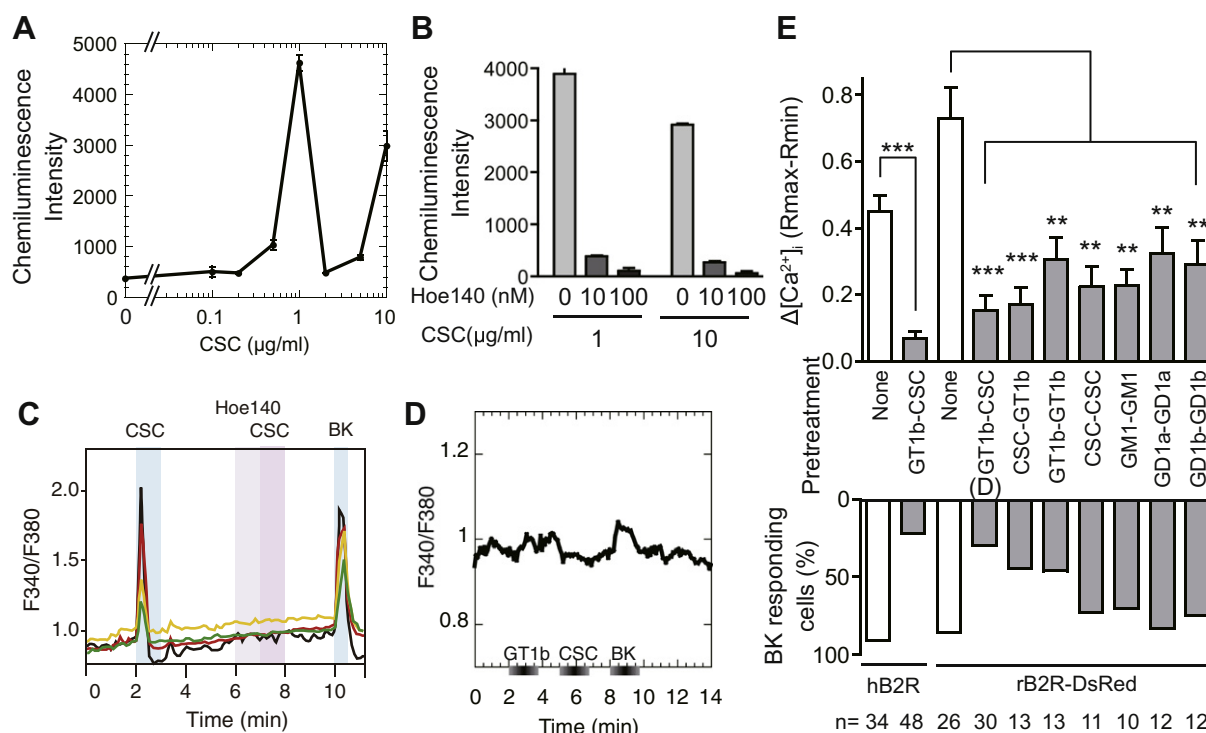 A
Chemiluminescence
Intensity
5000
4000
3000
2000
1000
0
0
0.1
1
10
CSC (µg/ml)
B
Chemiluminescence
Intensity
4000
3000
2000
1000
0
Hoe140 (nM)
0 10 100 0 10 100
CSC(µg/ml)
1
10
C
Hoe140
CSC CSC BK
F340/F380
2.0
1.5
1.0
0 2 4 6 8 10
Time (min)
D
F340/F380
1.2
1
0.8
GT1b CSC BK
0 2 4 6 8 10 12 14
Time (min)
E
Δ[Ca²⁺]i (Rmax-Rmin)
0.8
0.6
0.4
0.2
0.0
***
*** *** ** ** ** ** **
Pretreatment
None
GT1b-CSC
None
GT1b-CSC
(D)
CSC-GT1b
GT1b-GT1b
CSC-CSC
GM1-GM1
GD1a-GD1a
GD1b-GD1b
BK responding
cells (%)
0
50
100
hB2R rB2R-DsRed
n= 34 48 26 30 13 13 11 10 12 12